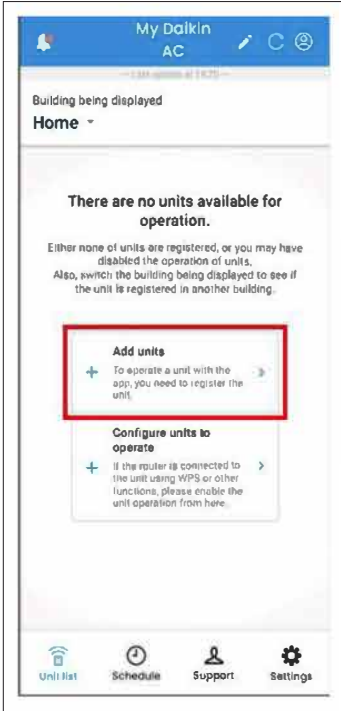 My Daikin
AC
Building being displayed
Home
There are no units available for
operation.
Either none of units are registered, or you may have
disabled the operation of units.
Also, switch the building being displayed to see if
the unit is registered in another building.
Add units
To operate a unit with the
app, you need to register the
unit.
Configure units to
operate
If the router is connected to
the unit using WPS or other
functions, please enable the
unit operation from here.
Unit list
Schedule
Support
Settings